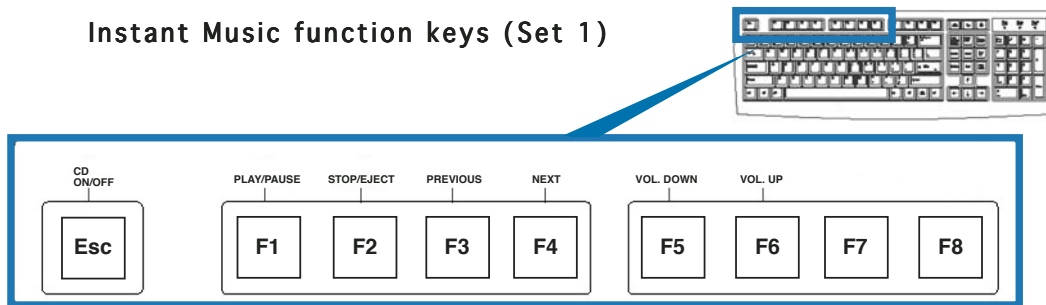 Instant Music function keys (Set 1)
CD
ON/OFF
PLAY/PAUSE STOP/EJECT PREVIOUS NEXT VOL. DOWN VOL. UP
Esc F1 F2 F3 F4 F5 F6 F7 F8